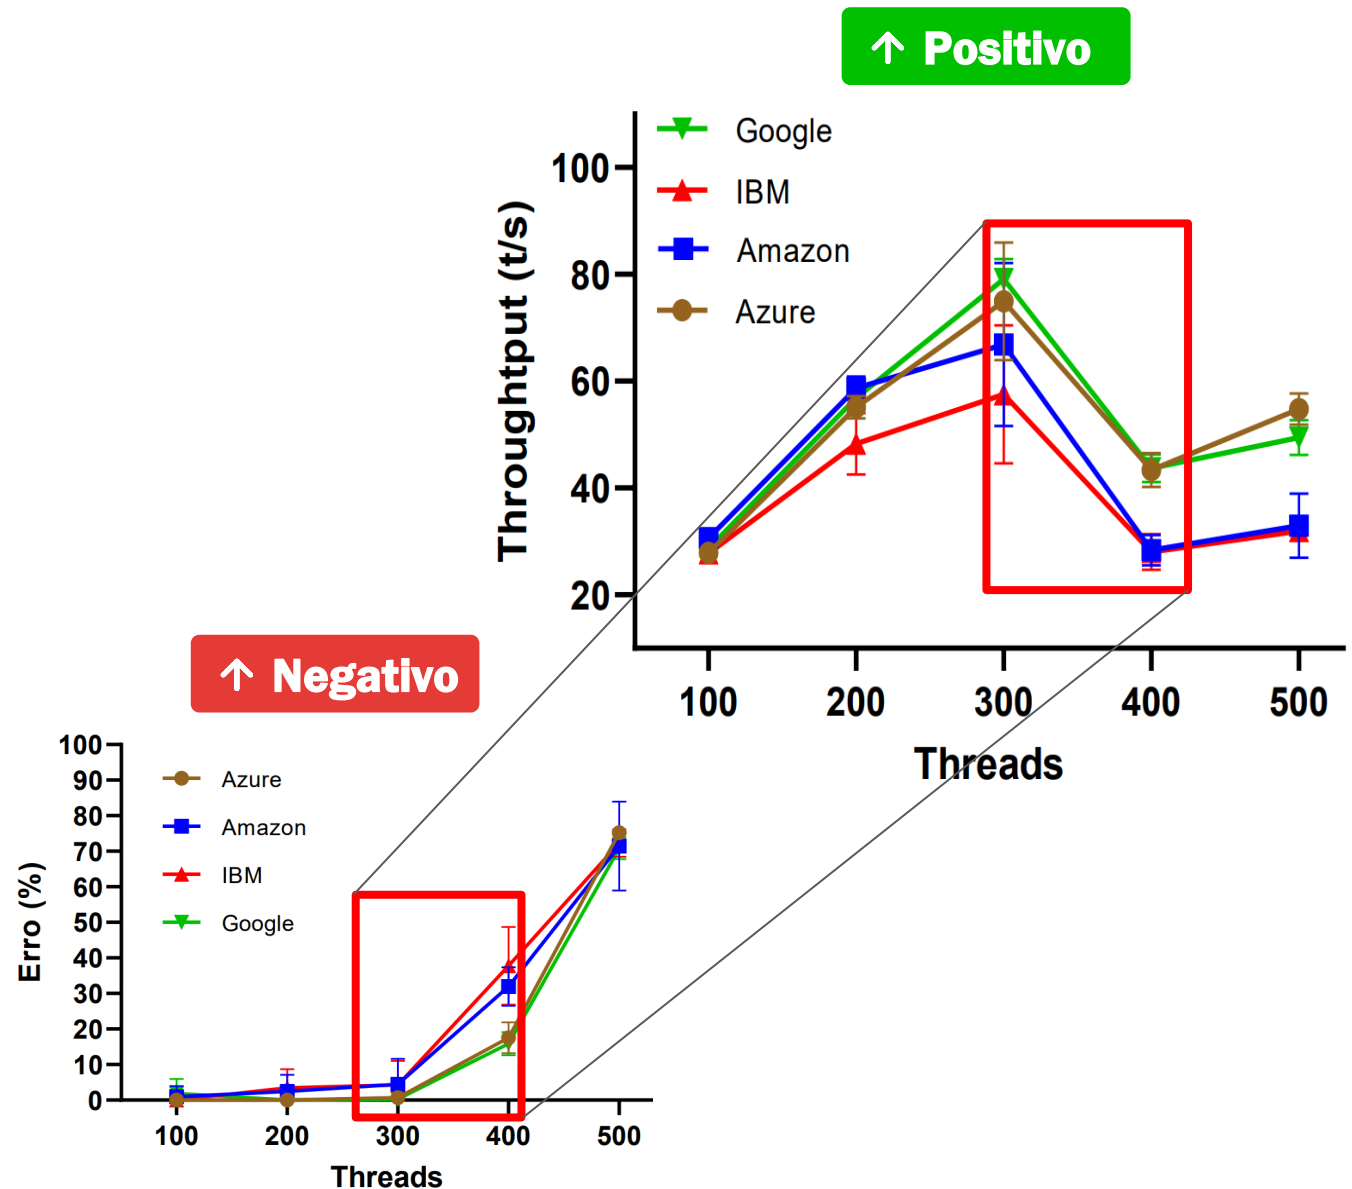 ↑ Positivo
Google
IBM
Amazon
Azure
Throughtput (t/s)
100
80
60
40
20
100 200 300 400 500
Threads
↑ Negativo
Azure
Amazon
IBM
Google
Erro (%)
100
90
80
70
60
50
40
30
20
10
0
100 200 300 400 500
Threads